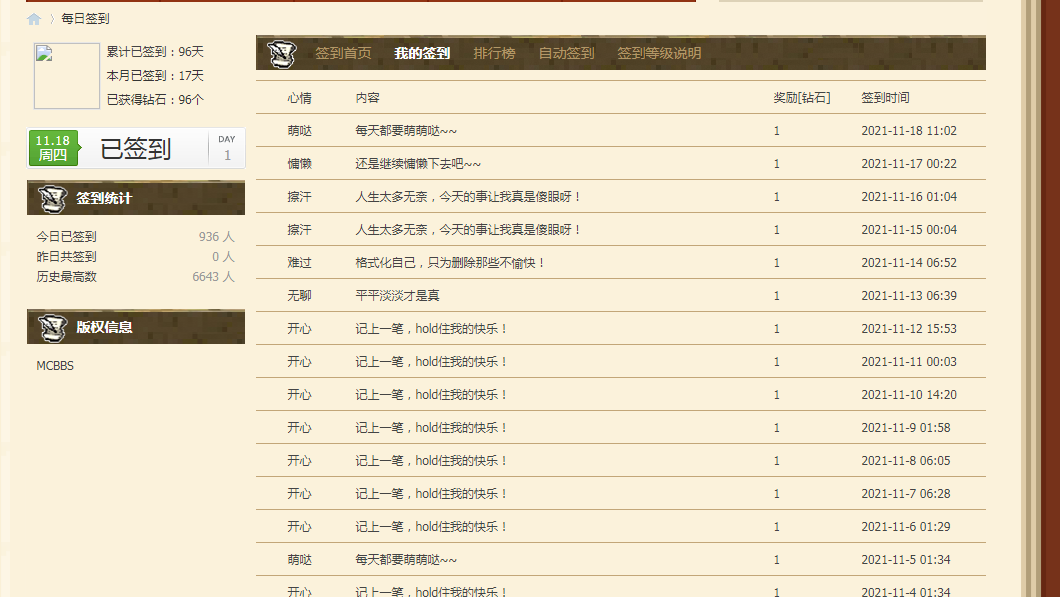 每日签到
累计已签到：96天
本月已签到：17天
已获得钻石：96个
11.18
周四
已签到
DAY
1
签到统计
今日已签到 936 人
昨日共签到 0 人
历史最高数 6643 人
版权信息
MCBBS
签到首页 我的签到 排行榜 自动签到 签到等级说明
心情 内容 奖励[钻石] 签到时间
萌哒 每天都要萌萌哒~~ 1 2021-11-18 11:02
慵懒 还是继续慵懒下去吧~~ 1 2021-11-17 00:22
擦汗 人生太多无奈，今天的事让我真是傻眼呀！ 1 2021-11-16 01:04
擦汗 人生太多无奈，今天的事让我真是傻眼呀！ 1 2021-11-15 00:04
难过 格式化自己，只为删除那些不愉快！ 1 2021-11-14 06:52
无聊 平平淡淡才是真 1 2021-11-13 06:39
开心 记上一笔，hold住我的快乐！ 1 2021-11-12 15:53
开心 记上一笔，hold住我的快乐！ 1 2021-11-11 00:03
开心 记上一笔，hold住我的快乐！ 1 2021-11-10 14:20
开心 记上一笔，hold住我的快乐！ 1 2021-11-9 01:58
开心 记上一笔，hold住我的快乐！ 1 2021-11-8 06:05
开心 记上一笔，hold住我的快乐！ 1 2021-11-7 06:28
开心 记上一笔，hold住我的快乐！ 1 2021-11-6 01:29
萌哒 每天都要萌萌哒~~ 1 2021-11-5 01:34
开心 记上一笔，hold住我的快乐！ 1 2021-11-4 01:34